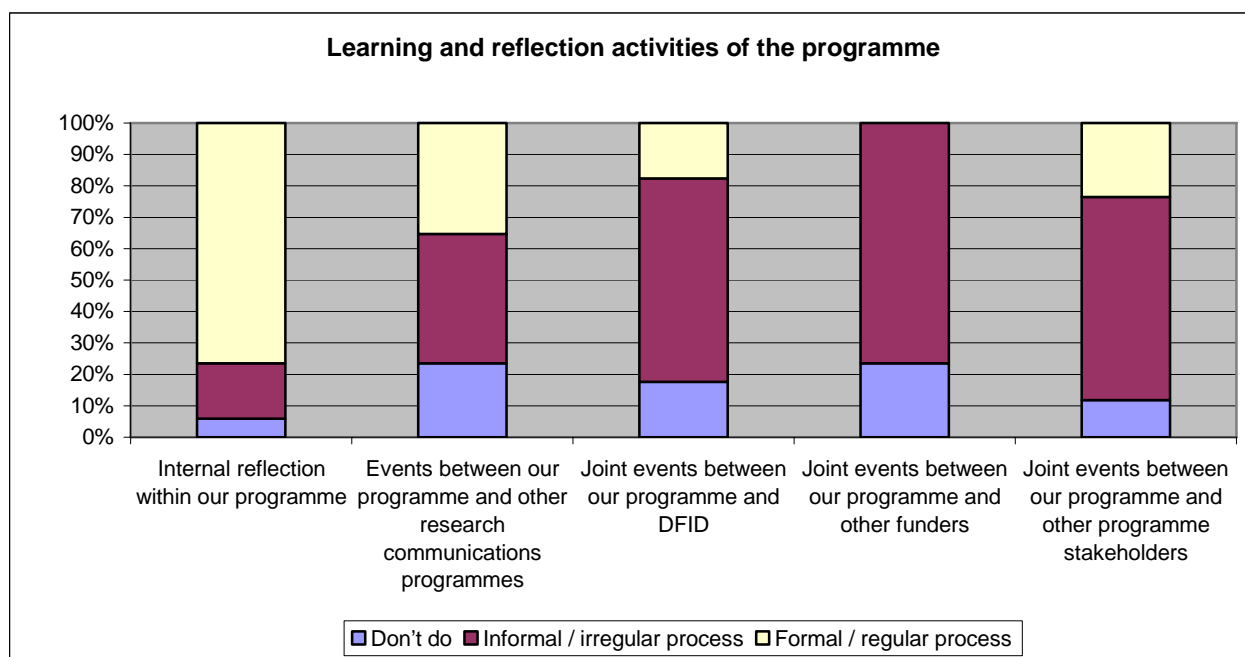 Learning and reflection activities of the programme
100%
90%
80%
70%
60%
50%
40%
30%
20%
10%
0%
Internal reflection
within our programme
Events between our
programme and other
research
communications
programmes
Joint events between
our programme and
DFID
Joint events between
our programme and
other funders
Joint events between
our programme and
other programme
stakeholders
Don't do
Informal / irregular process
Formal / regular process